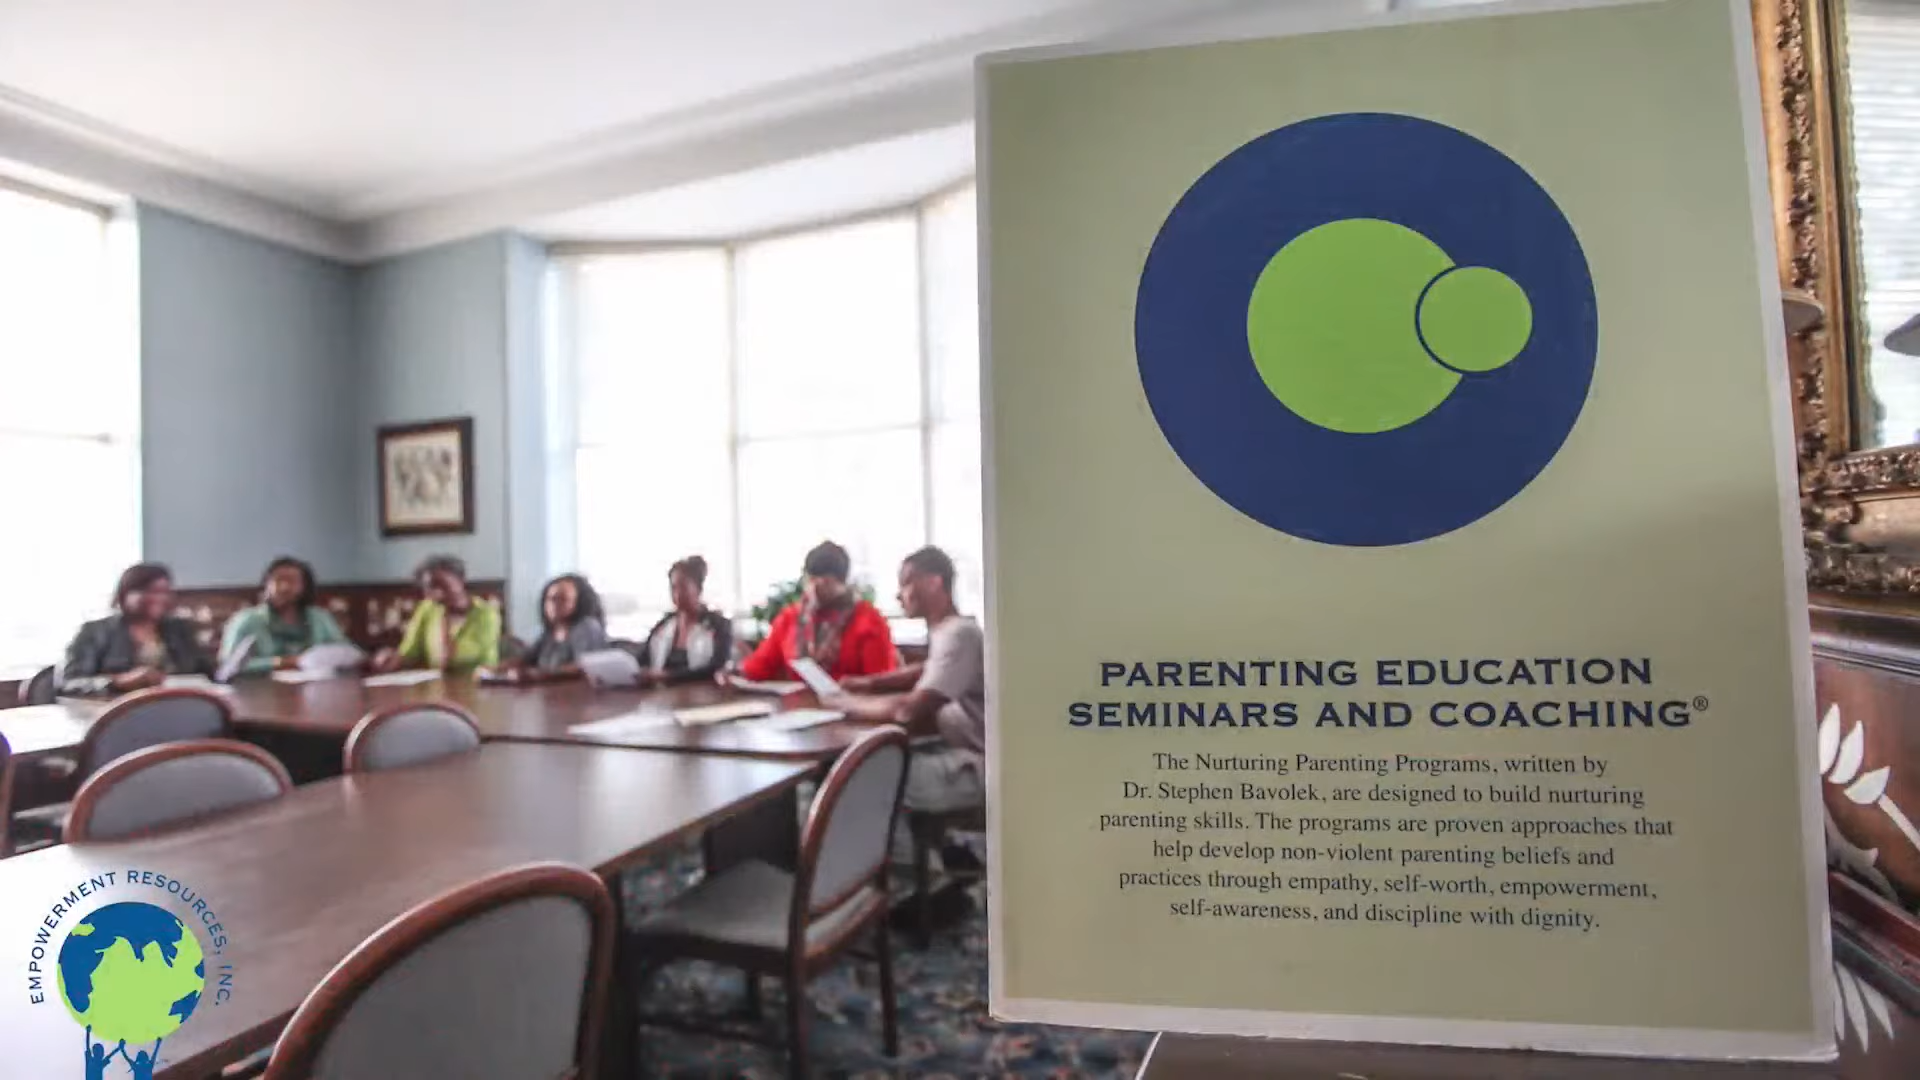 PARENTING EDUCATION
SEMINARS AND COACHING®
The Nurturing Parenting Programs, written by
Dr. Stephen Bavolek, are designed to build nurturing
parenting skills. The programs are proven approaches that
help develop non-violent parenting beliefs and
practices through empathy, self-worth, empowerment,
self-awareness, and discipline with dignity.
EMPOWERMENT RESOURCES, INC.